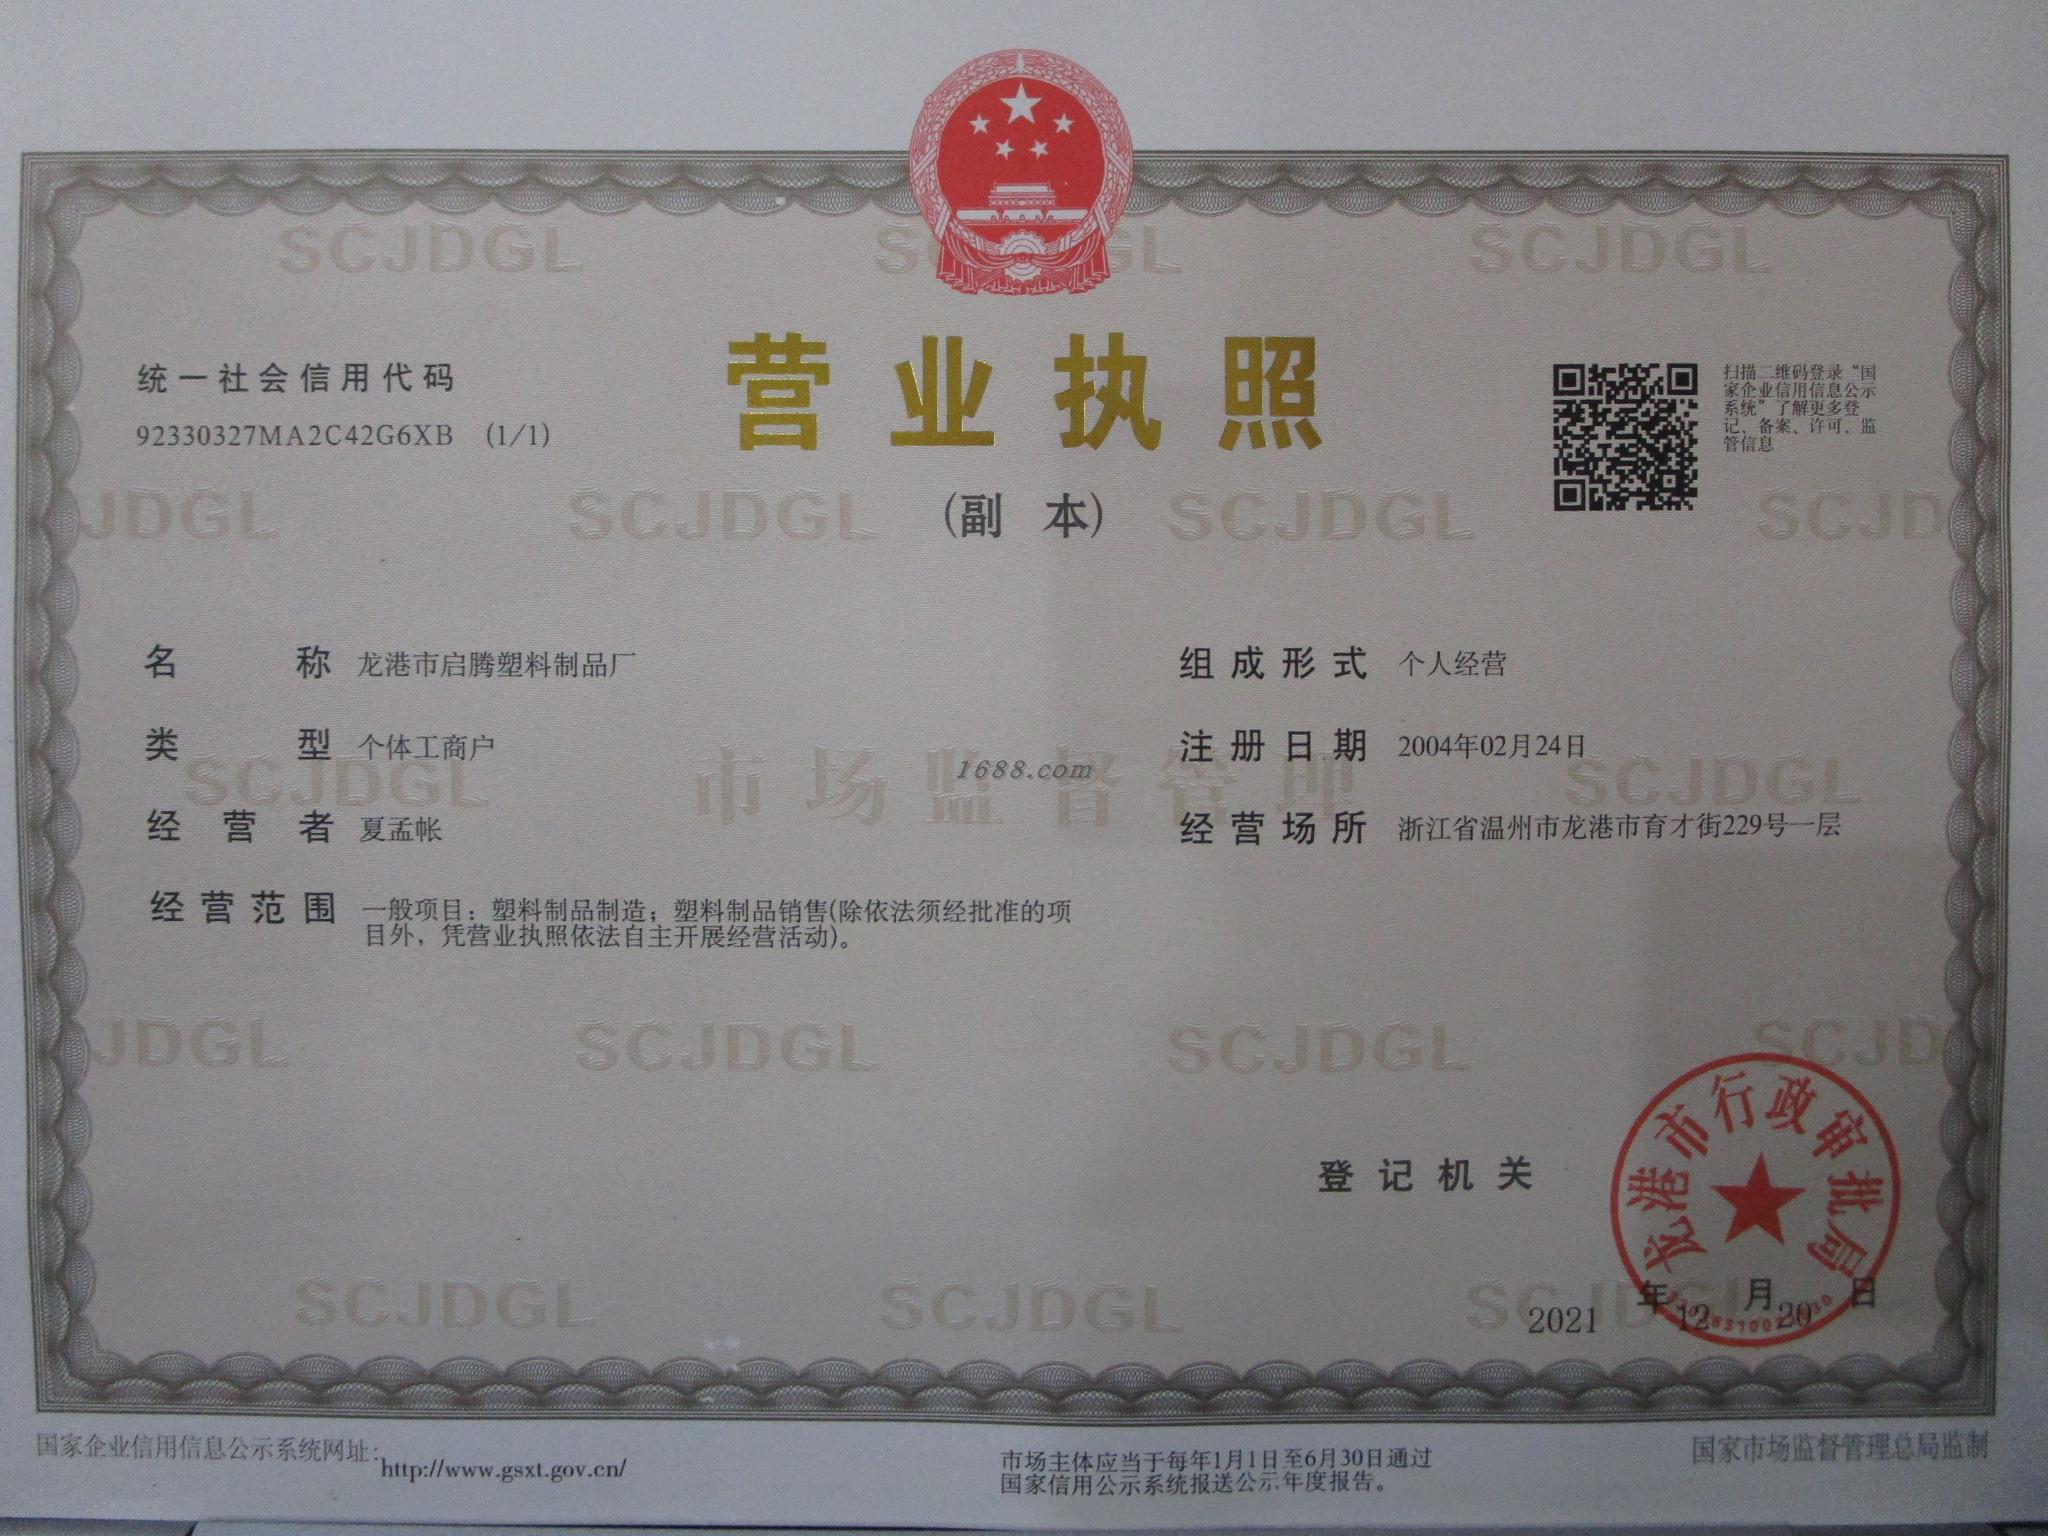 营业执照
(副 本)
统一社会信用代码
92330327MA2C42G6XB (1/1)
扫描二维码登录“国
家企业信用信息公示
系统”了解更多登
记、备案、许可、监
管信息
名 称 龙港市启腾塑料制品厂
类 型 个体工商户
经 营 者 夏孟帐
经 营 范 围 一般项目：塑料制品制造；塑料制品销售(除依法须经批准的项
目外，凭营业执照依法自主开展经营活动)。
组 成 形 式 个人经营
注 册 日 期 2004年02月24日
经 营 场 所 浙江省温州市龙港市育才街229号一层
1688.com
市场监督管理
SCJDGL
登 记 机 关
龙港市行政审批局
2021 年 12 月 20 日
国家企业信用信息公示系统网址：http://www.gsxt.gov.cn/
市场主体应当于每年1月1日至6月30日通过
国家信用公示系统报送公示年度报告。
国家市场监督管理总局监制